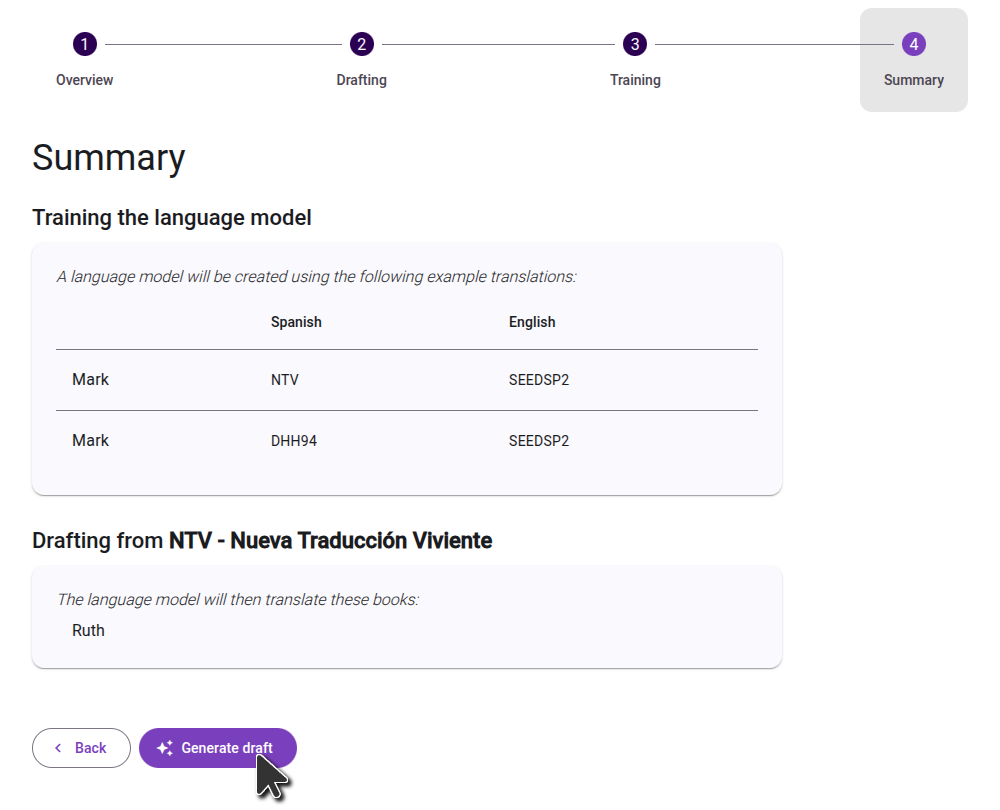 1 2 3 4
Overview Drafting Training Summary
Summary
Training the language model
A language model will be created using the following example translations:
Spanish English
Mark NTV SEEDSP2
Mark DHH94 SEEDSP2
Drafting from NTV - Nueva Traducción Viviente
The language model will then translate these books:
Ruth
Back Generate draft